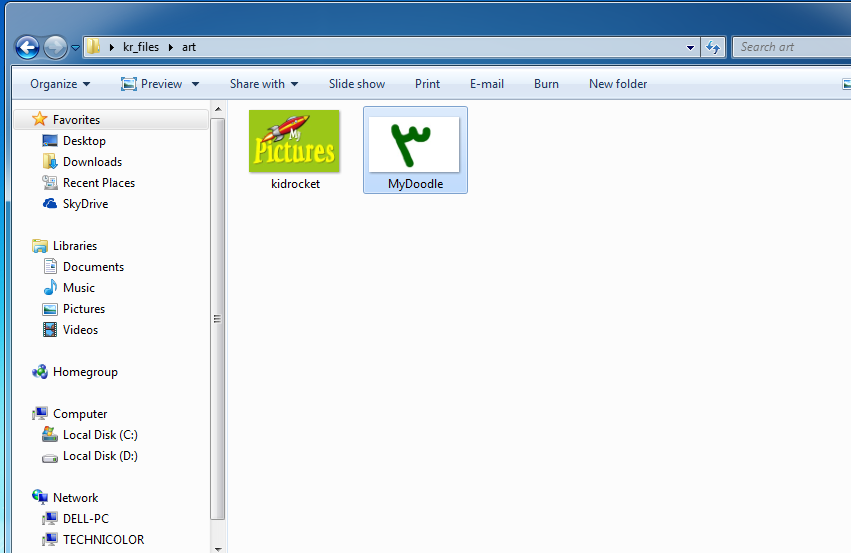 kr_files art
Search art
Organize Preview Share with Slide show Print E-mail Burn New folder
Favorites
Desktop
Downloads
Recent Places
SkyDrive
Libraries
Documents
Music
Pictures
Videos
Homegroup
Computer
Local Disk (C:)
Local Disk (D:)
Network
DELL-PC
TECHNICOLOR
My
Pictures
kidrocket
٣
MyDoodle